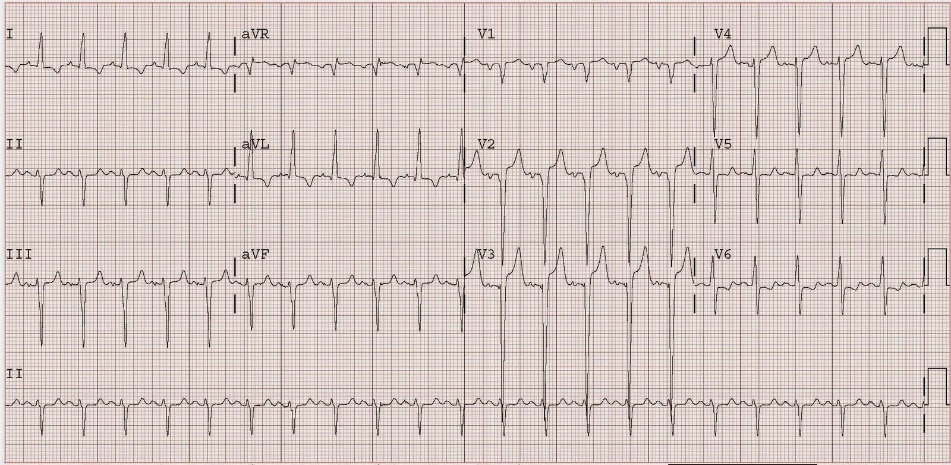 I aVR V1 V4
II aVL V2 V5
III aVF V3 V6
II